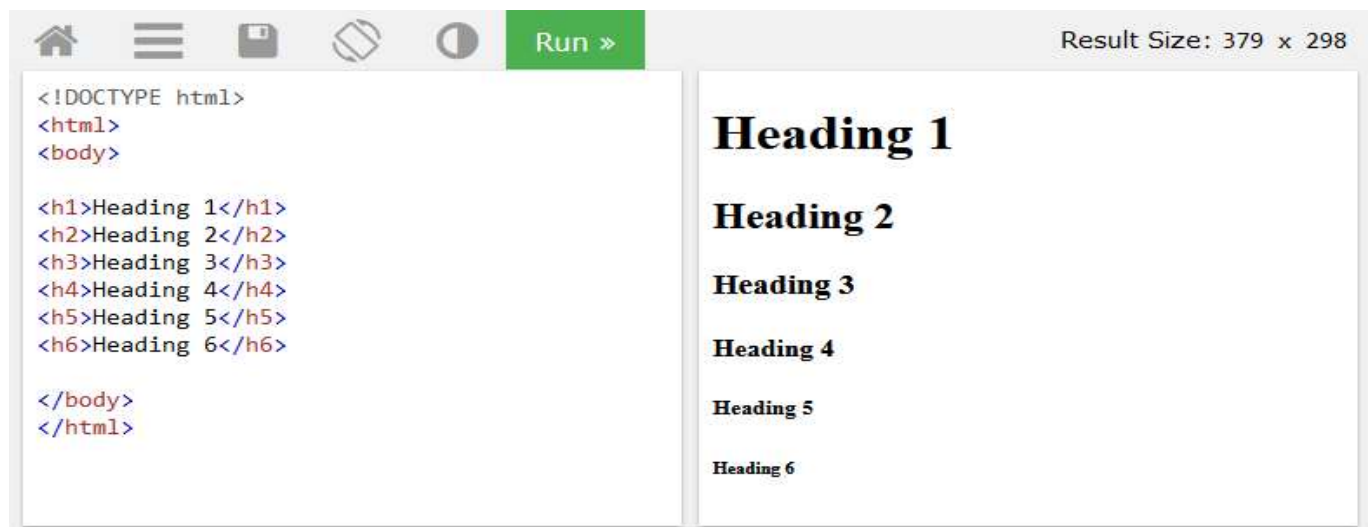 Run »
Result Size: 379 x 298
<!DOCTYPE html>
<html>
<body>
<h1>Heading 1</h1>
<h2>Heading 2</h2>
<h3>Heading 3</h3>
<h4>Heading 4</h4>
<h5>Heading 5</h5>
<h6>Heading 6</h6>
</body>
</html>
Heading 1
Heading 2
Heading 3
Heading 4
Heading 5
Heading 6